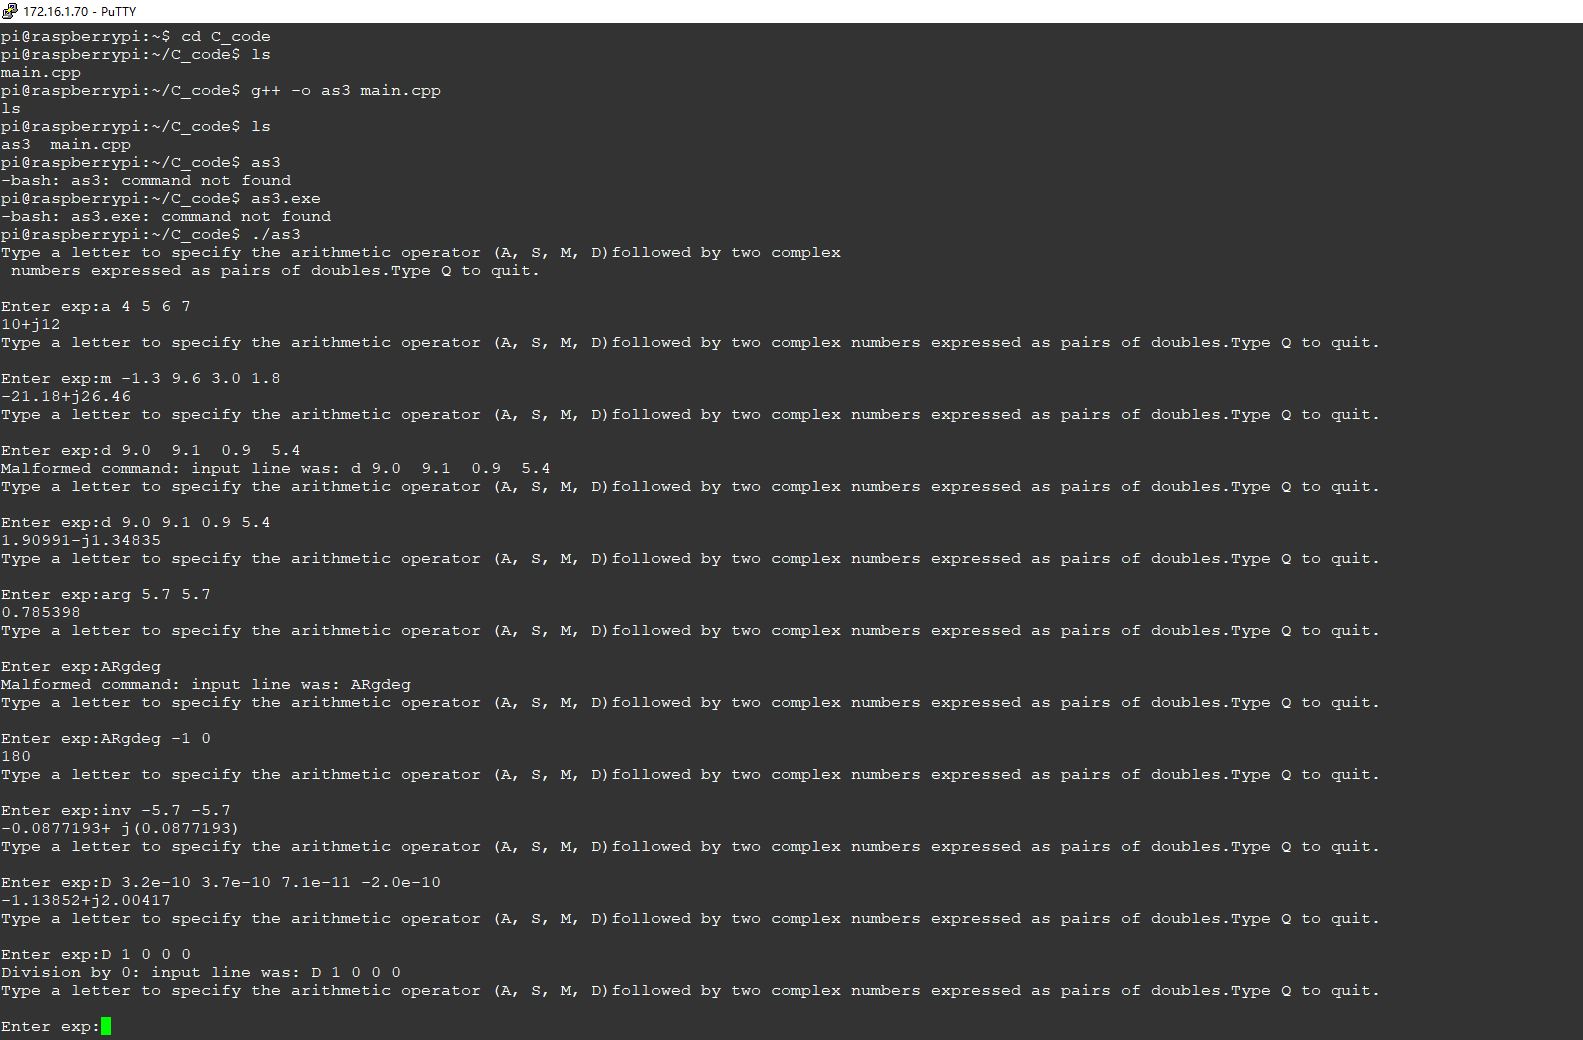 172.16.1.70 - PuTTY
pi@raspberrypi:~$ cd C_code
pi@raspberrypi:~/C_code$ ls
main.cpp
pi@raspberrypi:~/C_code$ g++ -o as3 main.cpp
ls
pi@raspberrypi:~/C_code$ ls
as3  main.cpp
pi@raspberrypi:~/C_code$ as3
-bash: as3: command not found
pi@raspberrypi:~/C_code$ as3.exe
-bash: as3.exe: command not found
pi@raspberrypi:~/C_code$ ./as3
Type a letter to specify the arithmetic operator (A, S, M, D)followed by two complex
 numbers expressed as pairs of doubles.Type Q to quit.
Enter exp:a 4 5 6 7
10+j12
Type a letter to specify the arithmetic operator (A, S, M, D)followed by two complex numbers expressed as pairs of doubles.Type Q to quit.
Enter exp:m -1.3 9.6 3.0 1.8
-21.18+j26.46
Type a letter to specify the arithmetic operator (A, S, M, D)followed by two complex numbers expressed as pairs of doubles.Type Q to quit.
Enter exp:d 9.0  9.1  0.9  5.4
Malformed command: input line was: d 9.0  9.1  0.9  5.4
Type a letter to specify the arithmetic operator (A, S, M, D)followed by two complex numbers expressed as pairs of doubles.Type Q to quit.
Enter exp:d 9.0 9.1 0.9 5.4
1.90991-j1.34835
Type a letter to specify the arithmetic operator (A, S, M, D)followed by two complex numbers expressed as pairs of doubles.Type Q to quit.
Enter exp:arg 5.7 5.7
0.785398
Type a letter to specify the arithmetic operator (A, S, M, D)followed by two complex numbers expressed as pairs of doubles.Type Q to quit.
Enter exp:ARgdeg
Malformed command: input line was: ARgdeg
Type a letter to specify the arithmetic operator (A, S, M, D)followed by two complex numbers expressed as pairs of doubles.Type Q to quit.
Enter exp:ARgdeg -1 0
180
Type a letter to specify the arithmetic operator (A, S, M, D)followed by two complex numbers expressed as pairs of doubles.Type Q to quit.
Enter exp:inv -5.7 -5.7
-0.0877193+ j(0.0877193)
Type a letter to specify the arithmetic operator (A, S, M, D)followed by two complex numbers expressed as pairs of doubles.Type Q to quit.
Enter exp:D 3.2e-10 3.7e-10 7.1e-11 -2.0e-10
-1.13852+j2.00417
Type a letter to specify the arithmetic operator (A, S, M, D)followed by two complex numbers expressed as pairs of doubles.Type Q to quit.
Enter exp:D 1 0 0 0
Division by 0: input line was: D 1 0 0 0
Type a letter to specify the arithmetic operator (A, S, M, D)followed by two complex numbers expressed as pairs of doubles.Type Q to quit.
Enter exp: